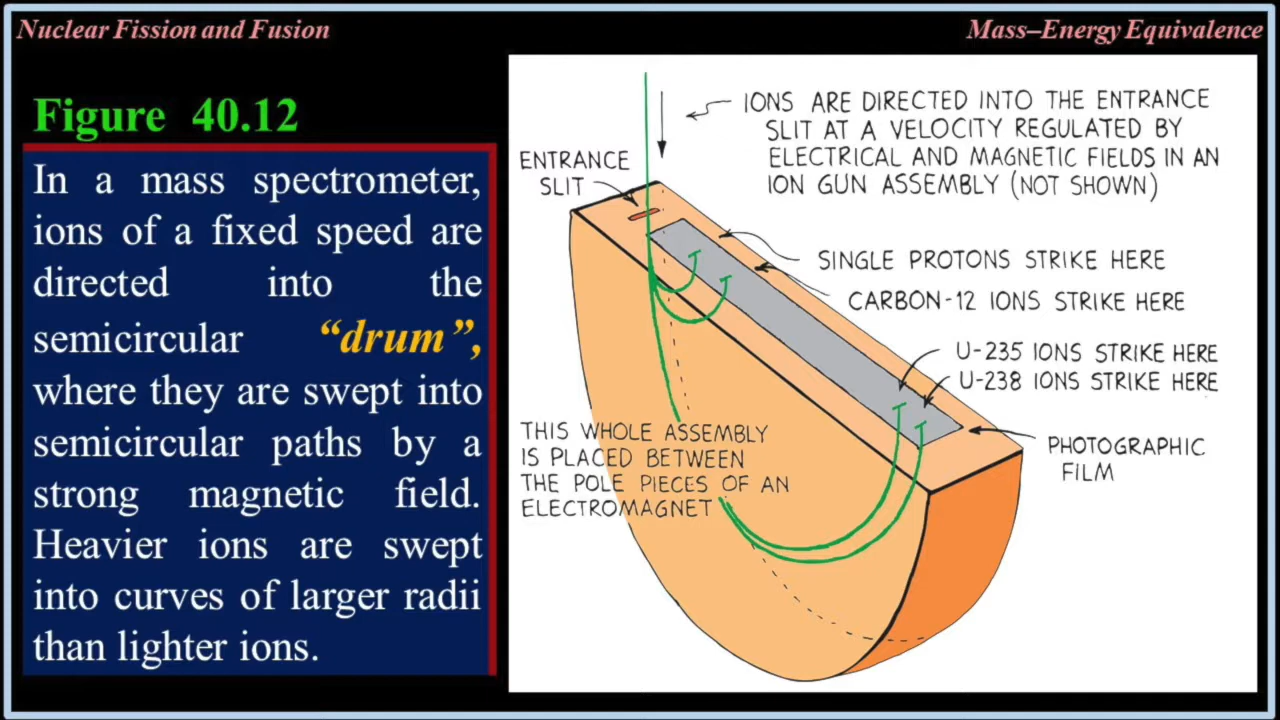 Nuclear Fission and Fusion
Mass–Energy Equivalence
Figure 40.12
In a mass spectrometer,
ions of a fixed speed are
directed into the
semicircular “drum”,
where they are swept into
semicircular paths by a
strong magnetic field.
Heavier ions are swept
into curves of larger radii
than lighter ions.
IONS ARE DIRECTED INTO THE ENTRANCE
SLIT AT A VELOCITY REGULATED BY
ELECTRICAL AND MAGNETIC FIELDS IN AN
ION GUN ASSEMBLY (NOT SHOWN)
ENTRANCE
SLIT
SINGLE PROTONS STRIKE HERE
CARBON-12 IONS STRIKE HERE
U-235 IONS STRIKE HERE
U-238 IONS STRIKE HERE
PHOTOGRAPHIC
FILM
THIS WHOLE ASSEMBLY
IS PLACED BETWEEN
THE POLE PIECES OF AN
ELECTROMAGNET